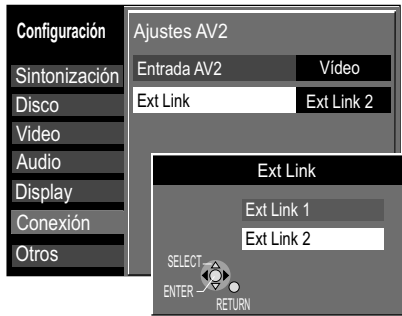 Configuración
Sintonización
Disco
Video
Audio
Display
Conexión
Otros
Ajustes AV2
Entrada AV2 Vídeo
Ext Link Ext Link 2
Ext Link
Ext Link 1
Ext Link 2
SELECT
ENTER
RETURN